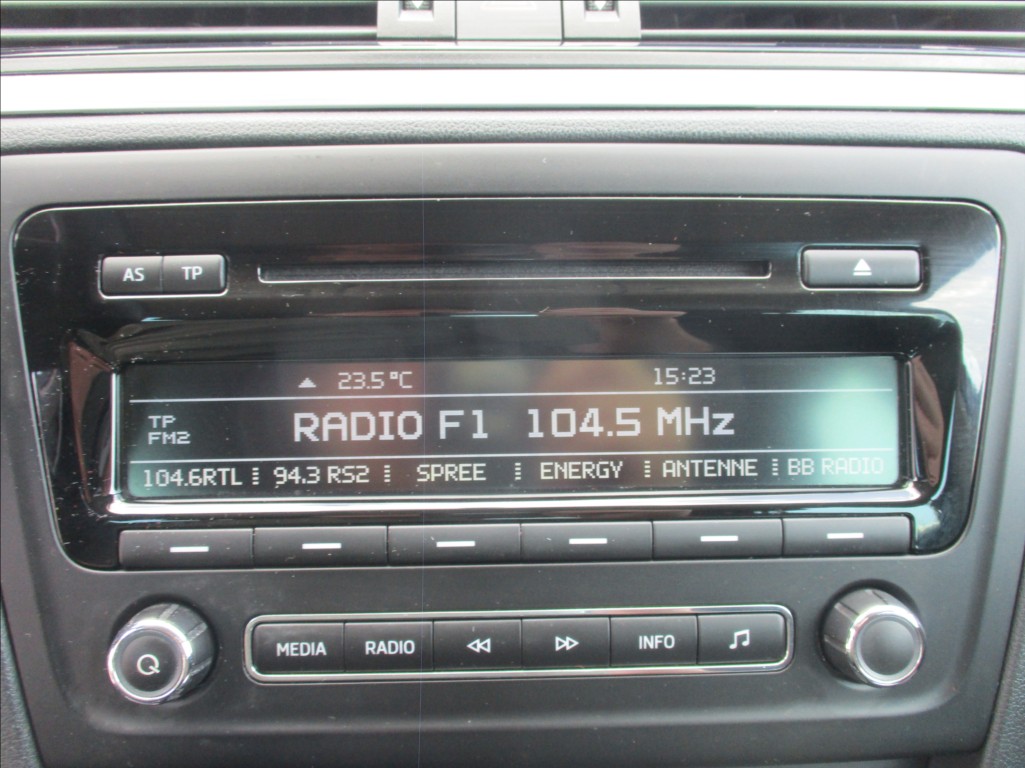 AS TP
23.5°C 15:23
TP
FM2
RADIO F1 104.5 MHz
104.6RTL 94.3 RS2 SPREE ENERGY ANTENNE BB RADIO
MEDIA RADIO INFO